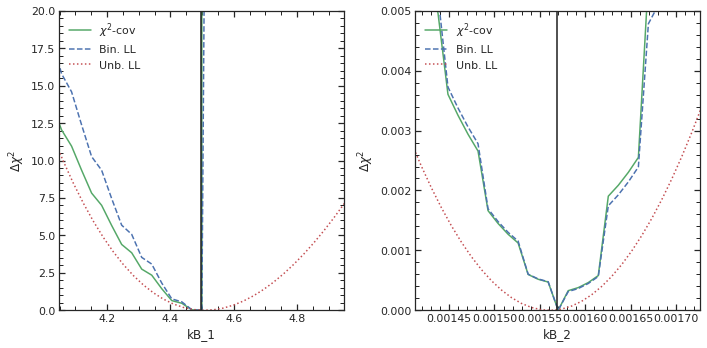 20.0
17.5
15.0
12.5
10.0
7.5
5.0
2.5
0.0
Δχ²
χ²-cov
Bin. LL
Unb. LL
4.2
4.4
4.6
4.8
kB_1
0.005
0.004
0.003
0.002
0.001
0.000
Δχ²
χ²-cov
Bin. LL
Unb. LL
0.00145
0.00150
0.00155
0.00160
0.00165
0.00170
kB_2